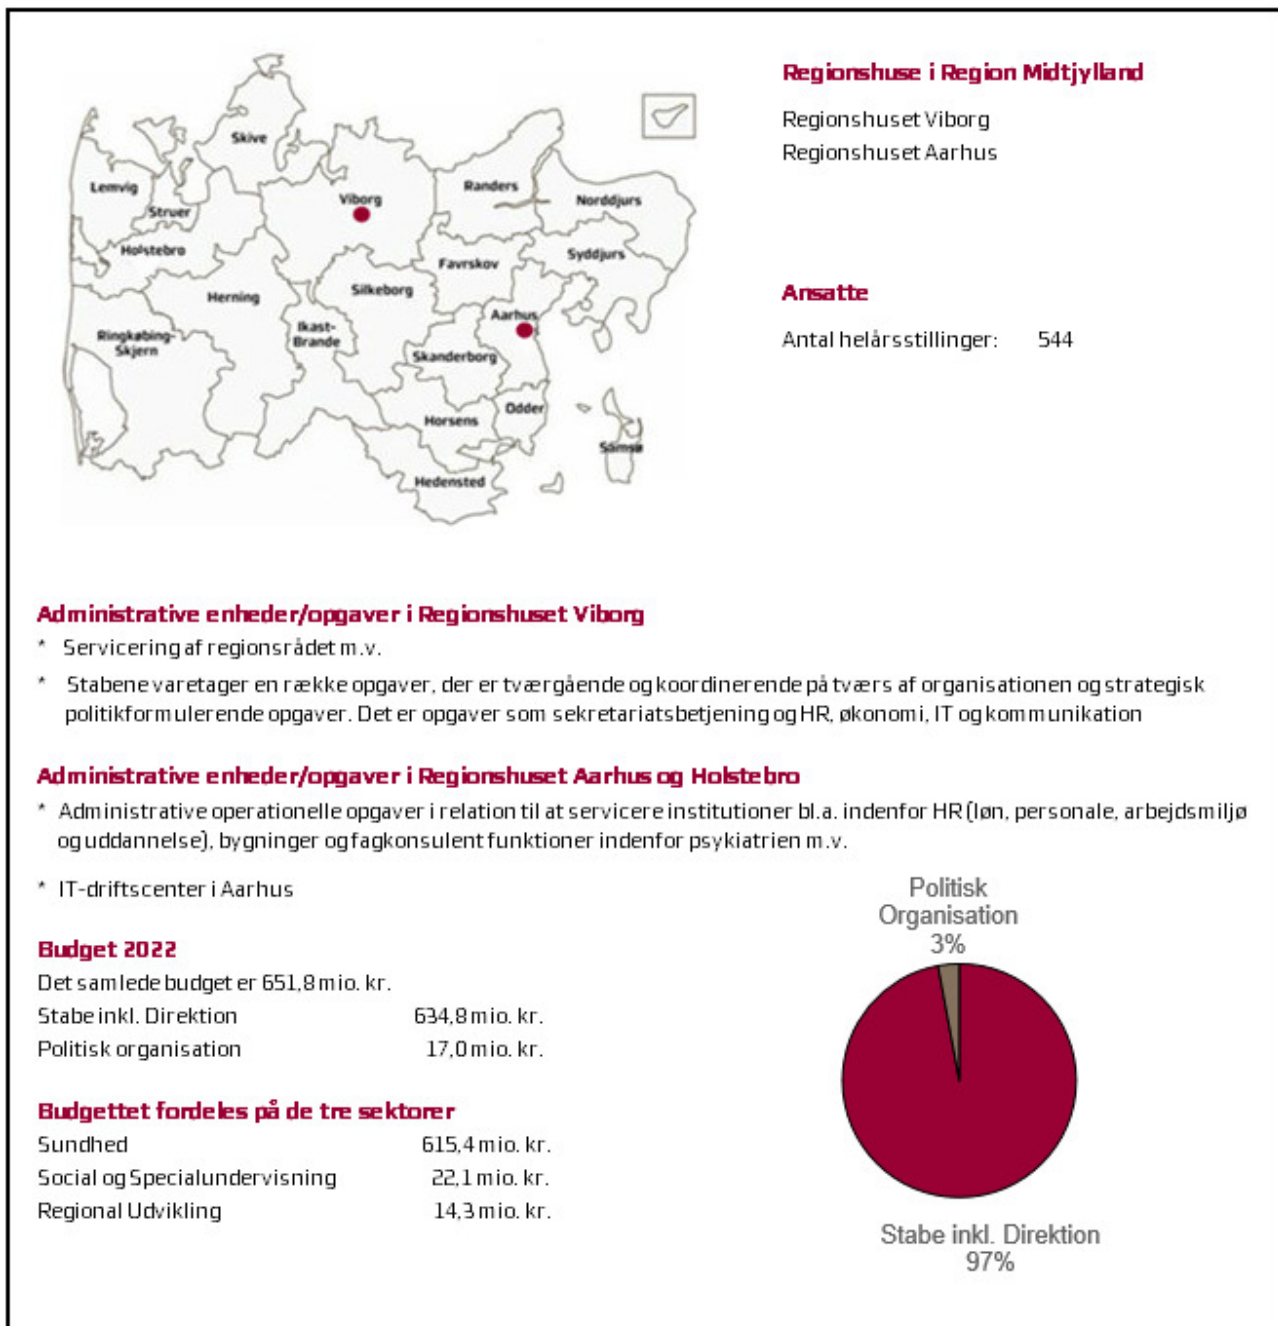 Regionshuse i Region Midtjylland
Regionshuset Viborg
Regionshuset Aarhus
Ansatte
Antal helårsstillinger: 544
Skive
Lemvig
Struer
Viborg
Randers
Norddjurs
Holstebro
Favrskov
Syddjurs
Herning
Silkeborg
Aarhus
Ringkøbing-
Skjern
Ikast-
Brande
Skanderborg
Horsens
Odder
Samsø
Hedensted
Administrative enheder/opgaver i Regionshuset Viborg
* Servicering af regionsrådet m.v.
* Stabene varetager en række opgaver, der er tværgående og koordinerende på tværs af organisationen og strategisk
politikformulerende opgaver. Det er opgaver som sekretariatsbetjening og HR, økonomi, IT og kommunikation
Administrative enheder/opgaver i Regionshuset Aarhus og Holstebro
* Administrative operationelle opgaver i relation til at servicere institutioner bl.a. indenfor HR (løn, personale, arbejdsmiljø
og uddannelse), bygninger og fagkonsulent funktioner indenfor psykiatrien m.v.
* IT-driftscenter i Aarhus
Budget 2022
Det samlede budget er 651,8 mio. kr.
Stabe inkl. Direktion 634,8 mio. kr.
Politisk organisation 17,0 mio. kr.
Budgettet fordeles på de tre sektorer
Sundhed 615,4 mio. kr.
Social og Specialundervisning 22,1 mio. kr.
Regional Udvikling 14,3 mio. kr.
Politisk
Organisation
3%
Stabe inkl. Direktion
97%